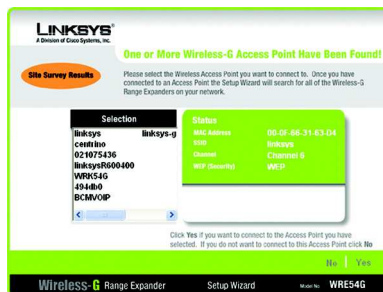 LINKSYS®
A Division of Cisco Systems, Inc.
One or More Wireless-G Access Point Have Been Found!
Site Survey Results
Please select the Wireless Access Point you want to connect to. Once you have
connected to an Access Point the Setup Wizard will search for all of the Wireless-G
Range Expanders on your network.
Selection
linksys linksys-g
centrino
021075436
linksysR600400
WRK54G
494db0
BCMVOIP
Status
MAC Address 00-0F-66-31-63-D4
SSID linksys
Channel Channel 6
WEP (Security) WEP
Click Yes if you want to connect to the Access Point you have
selected. If you do not want to connect to this Access Point click No
No Yes
Wireless-G Range Expander Setup Wizard Model No WRE54G